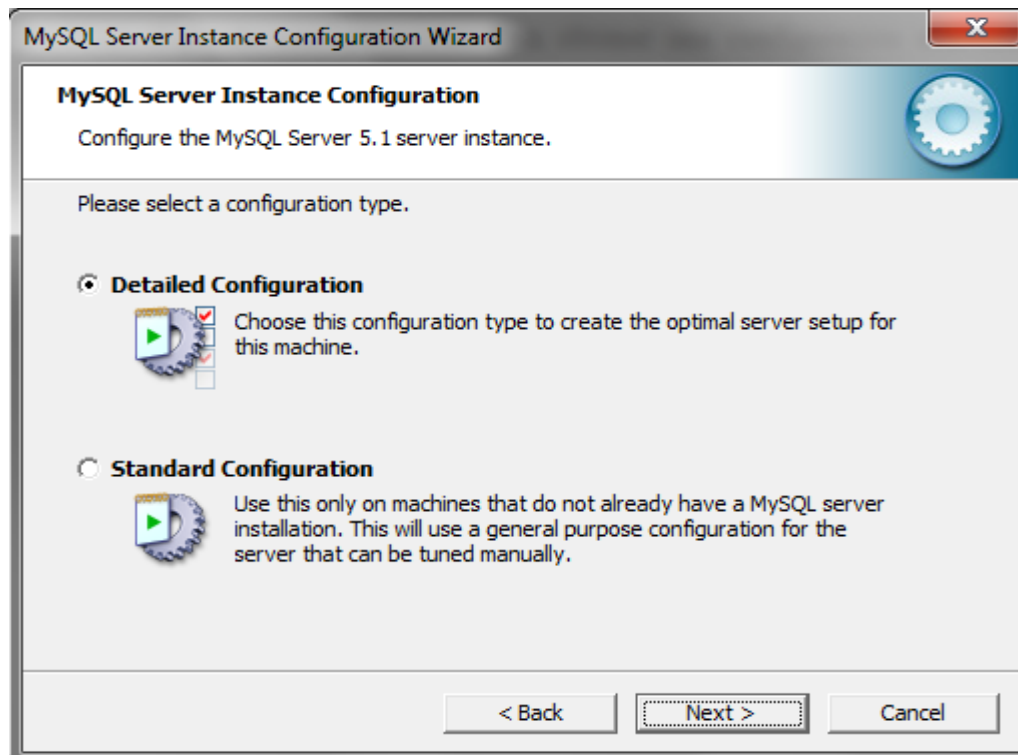 MySQL Server Instance Configuration Wizard
MySQL Server Instance Configuration
Configure the MySQL Server 5.1 server instance.
Please select a configuration type.
Detailed Configuration
Choose this configuration type to create the optimal server setup for
this machine.
Standard Configuration
Use this only on machines that do not already have a MySQL server
installation. This will use a general purpose configuration for the
server that can be tuned manually.
< Back
Next >
Cancel